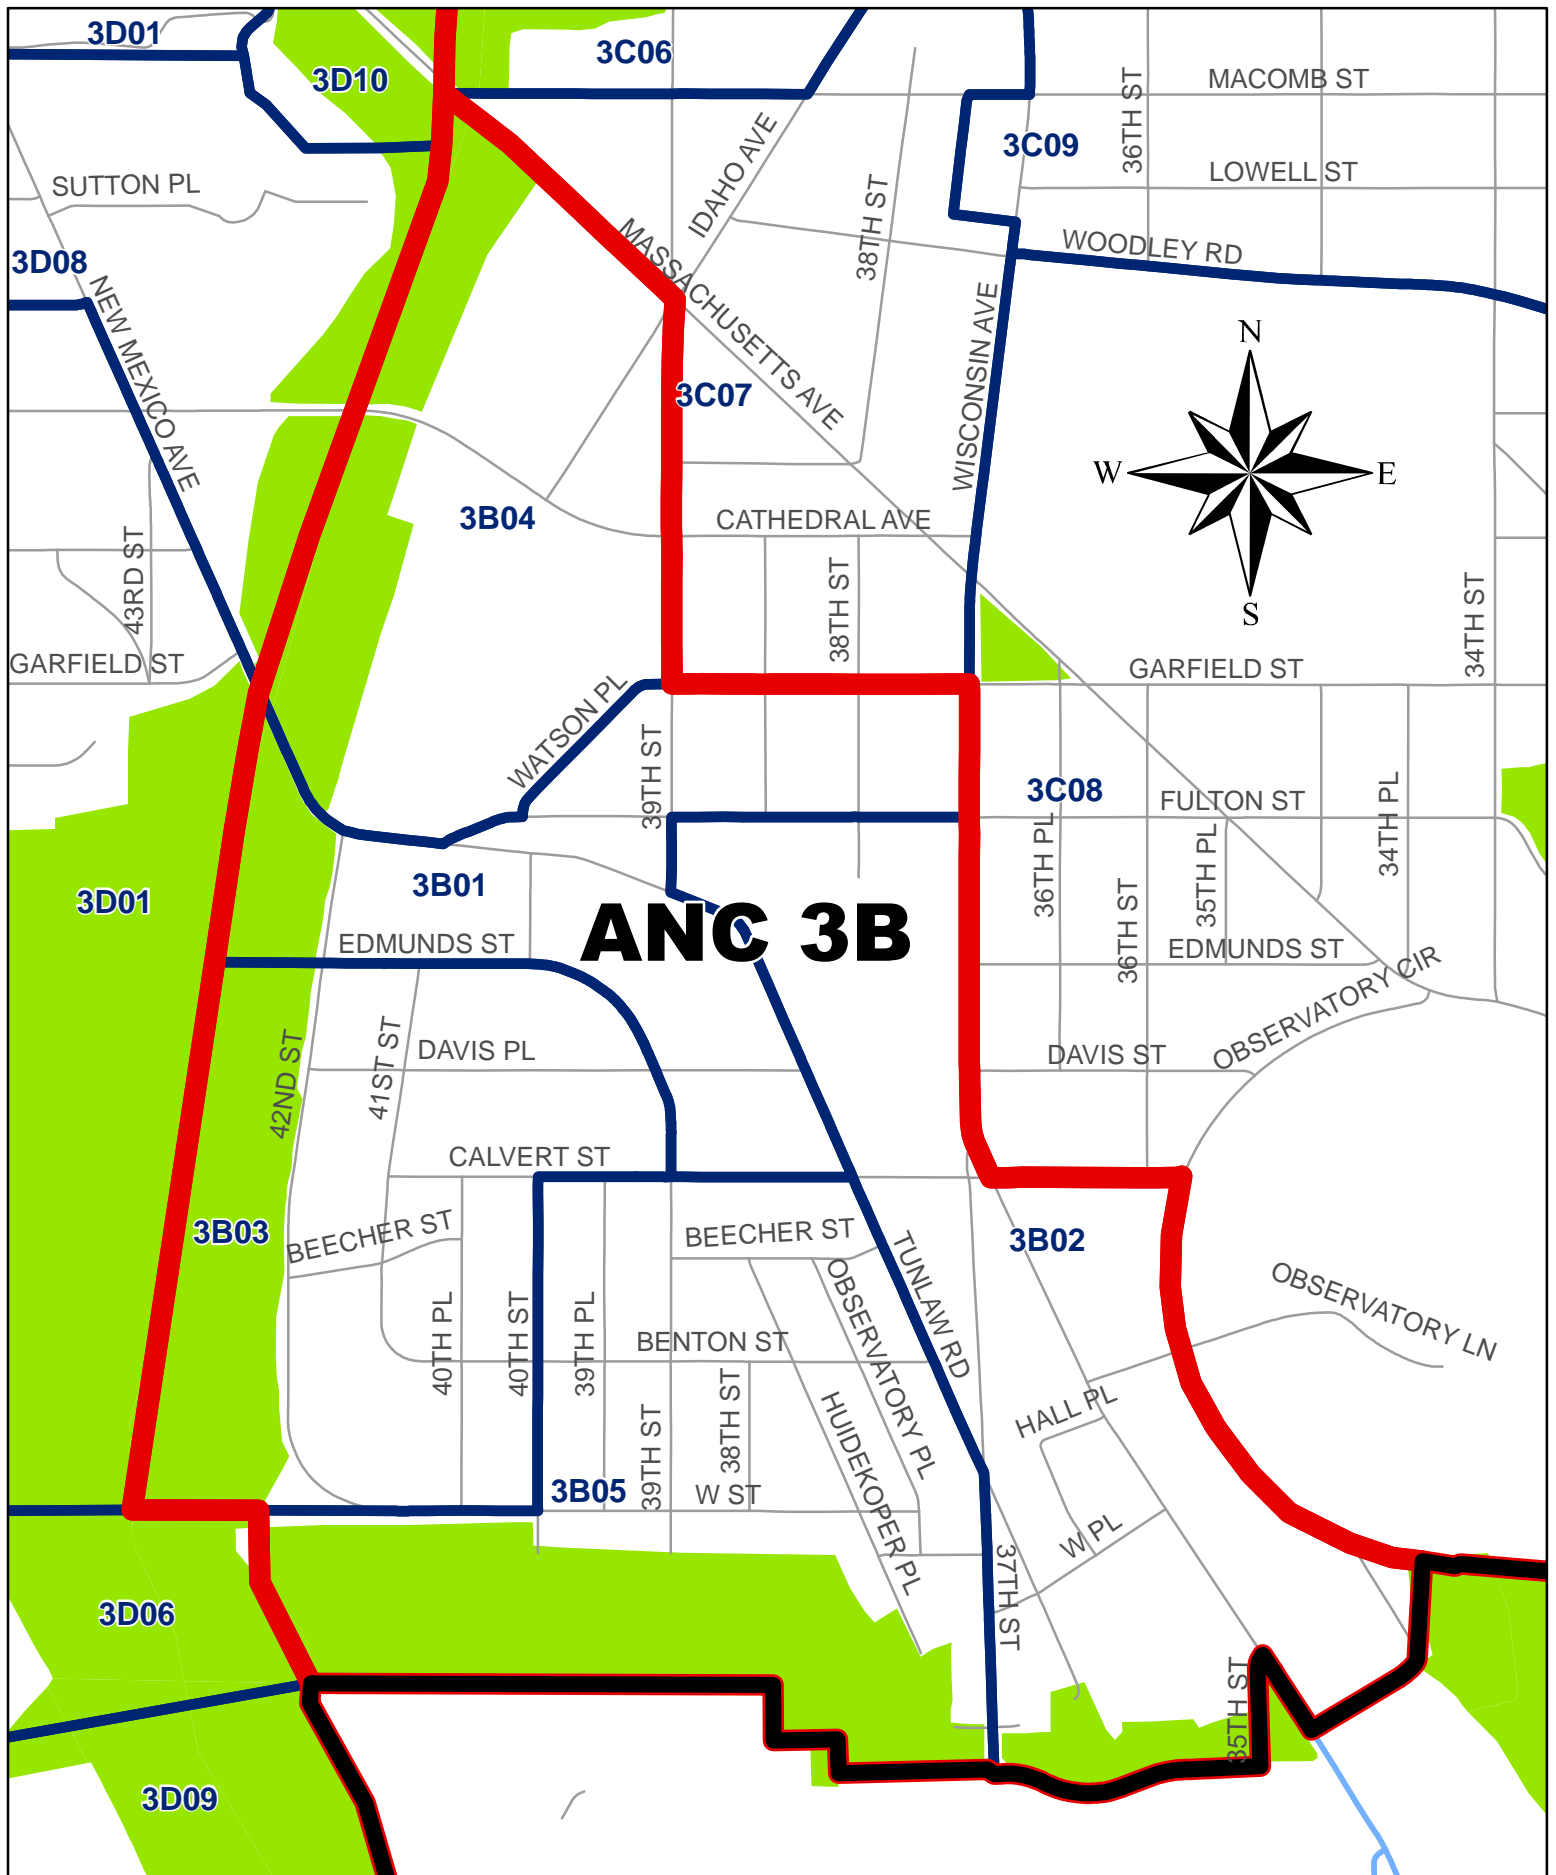 3D01
3C06
3D10
MACOMB ST
36TH ST
3C09
IDAHO AVE
LOWELL ST
SUTTON PL
38TH ST
MASSACHUSETTS AVE
WOODLEY RD
3D08
NEW MEXICO AVE
WISCONSIN AVE
N
3C07
W
E
3B04
CATHEDRAL AVE
43RD ST
38TH ST
S
34TH ST
GARFIELD ST
GARFIELD ST
WATSON PL
39TH ST
3C08
FULTON ST
34TH PL
36TH PL
35TH PL
3B01
3D01
ANC 3B
36TH ST
EDMUNDS ST
EDMUNDS ST
OBSERVATORY CIR
42ND ST
41ST ST
DAVIS PL
DAVIS ST
CALVERT ST
3B03
BEECHER ST
BEECHER ST
3B02
TUNLAW RD
OBSERVATORY PL
OBSERVATORY LN
40TH PL
40TH ST
39TH PL
BENTON ST
39TH ST
38TH ST
HUIDEKOPER PL
HALL PL
3B05
W ST
W PL
37TH ST
3D06
35TH ST
3D09